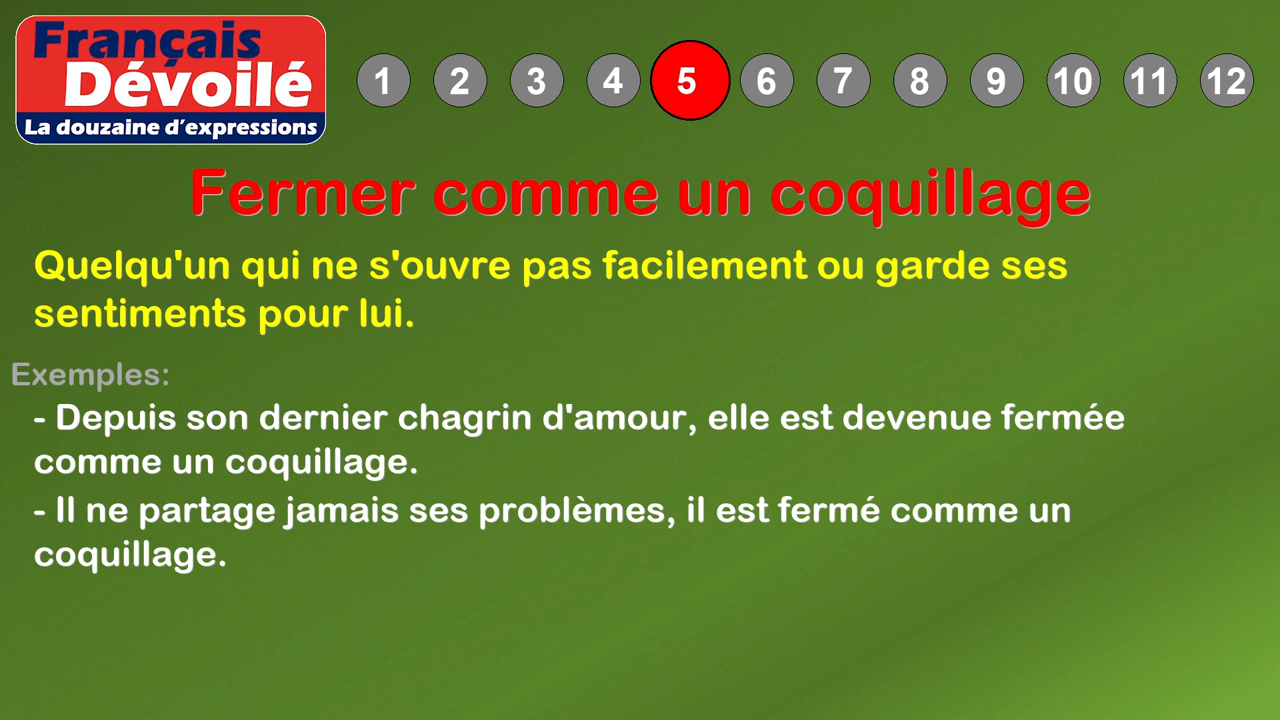 Français
Dévoilé
La douzaine d'expressions
1 2 3 4 5 6 7 8 9 10 11 12
Fermer comme un coquillage
Quelqu'un qui ne s'ouvre pas facilement ou garde ses
sentiments pour lui.
Exemples:
- Depuis son dernier chagrin d'amour, elle est devenue fermée
comme un coquillage.
- Il ne partage jamais ses problèmes, il est fermé comme un
coquillage.